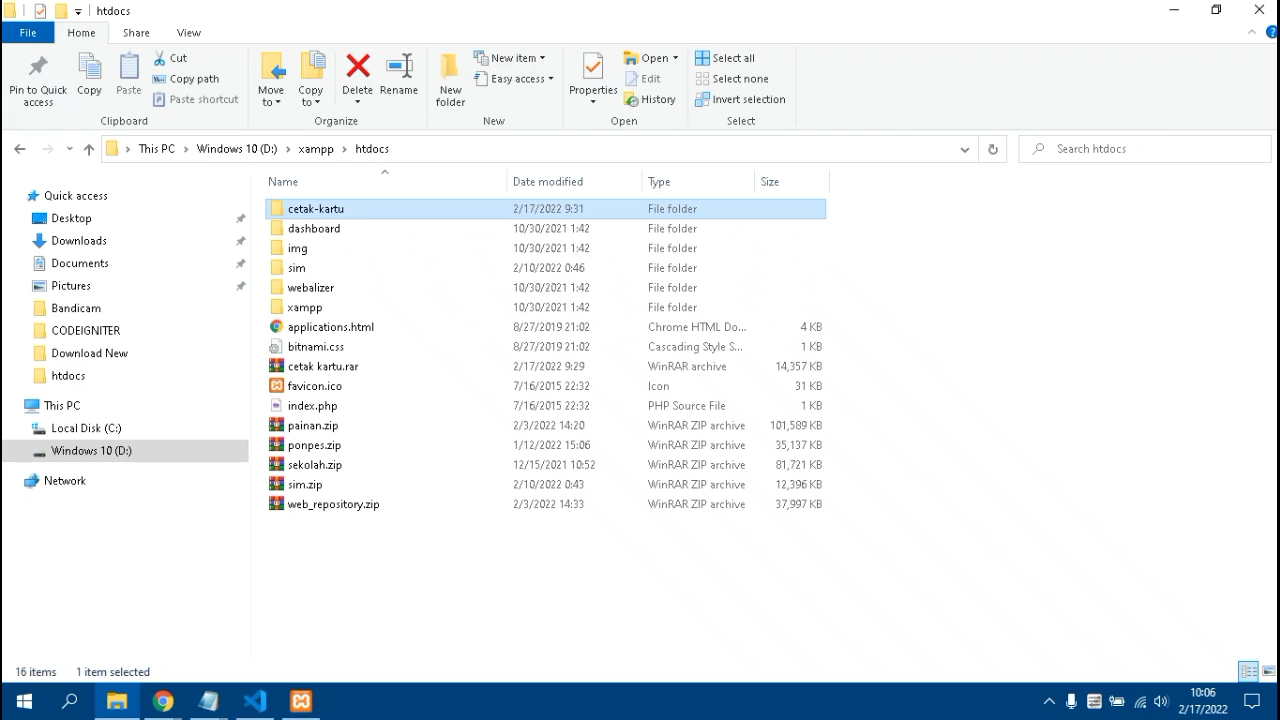 htdocs
File Home Share View
Pin to Quick access
Copy
Paste
Cut
Copy path
Paste shortcut
Clipboard
Move to
Copy to
Delete
Rename
Organize
New folder
New item
Easy access
New
Properties
Open
Edit
History
Open
Select all
Select none
Invert selection
Select
This PC Windows 10 (D:) xampp htdocs
Search htdocs
Quick access
Desktop
Downloads
Documents
Pictures
Bandicam
CODEIGNITER
Download New
htdocs
This PC
Local Disk (C:)
Windows 10 (D:)
Network
Name Date modified Type Size
cetak-kartu 2/17/2022 9:31 File folder
dashboard 10/30/2021 1:42 File folder
img 10/30/2021 1:42 File folder
sim 2/10/2022 0:46 File folder
webalizer 10/30/2021 1:42 File folder
xampp 10/30/2021 1:42 File folder
applications.html 8/27/2019 21:02 Chrome HTML Do... 4 KB
bitnami.css 8/27/2019 21:02 Cascading Style S... 1 KB
cetak kartu.rar 2/17/2022 9:29 WinRAR archive 14,357 KB
favicon.ico 7/16/2015 22:32 Icon 31 KB
index.php 7/16/2015 22:32 PHP Source File 1 KB
painan.zip 2/3/2022 14:20 WinRAR ZIP archive 101,589 KB
ponpes.zip 1/12/2022 15:06 WinRAR ZIP archive 35,137 KB
sekolah.zip 12/15/2021 10:52 WinRAR ZIP archive 81,721 KB
sim.zip 2/10/2022 0:43 WinRAR ZIP archive 12,396 KB
web_repository.zip 2/3/2022 14:33 WinRAR ZIP archive 37,997 KB
16 items 1 item selected
10:06
2/17/2022